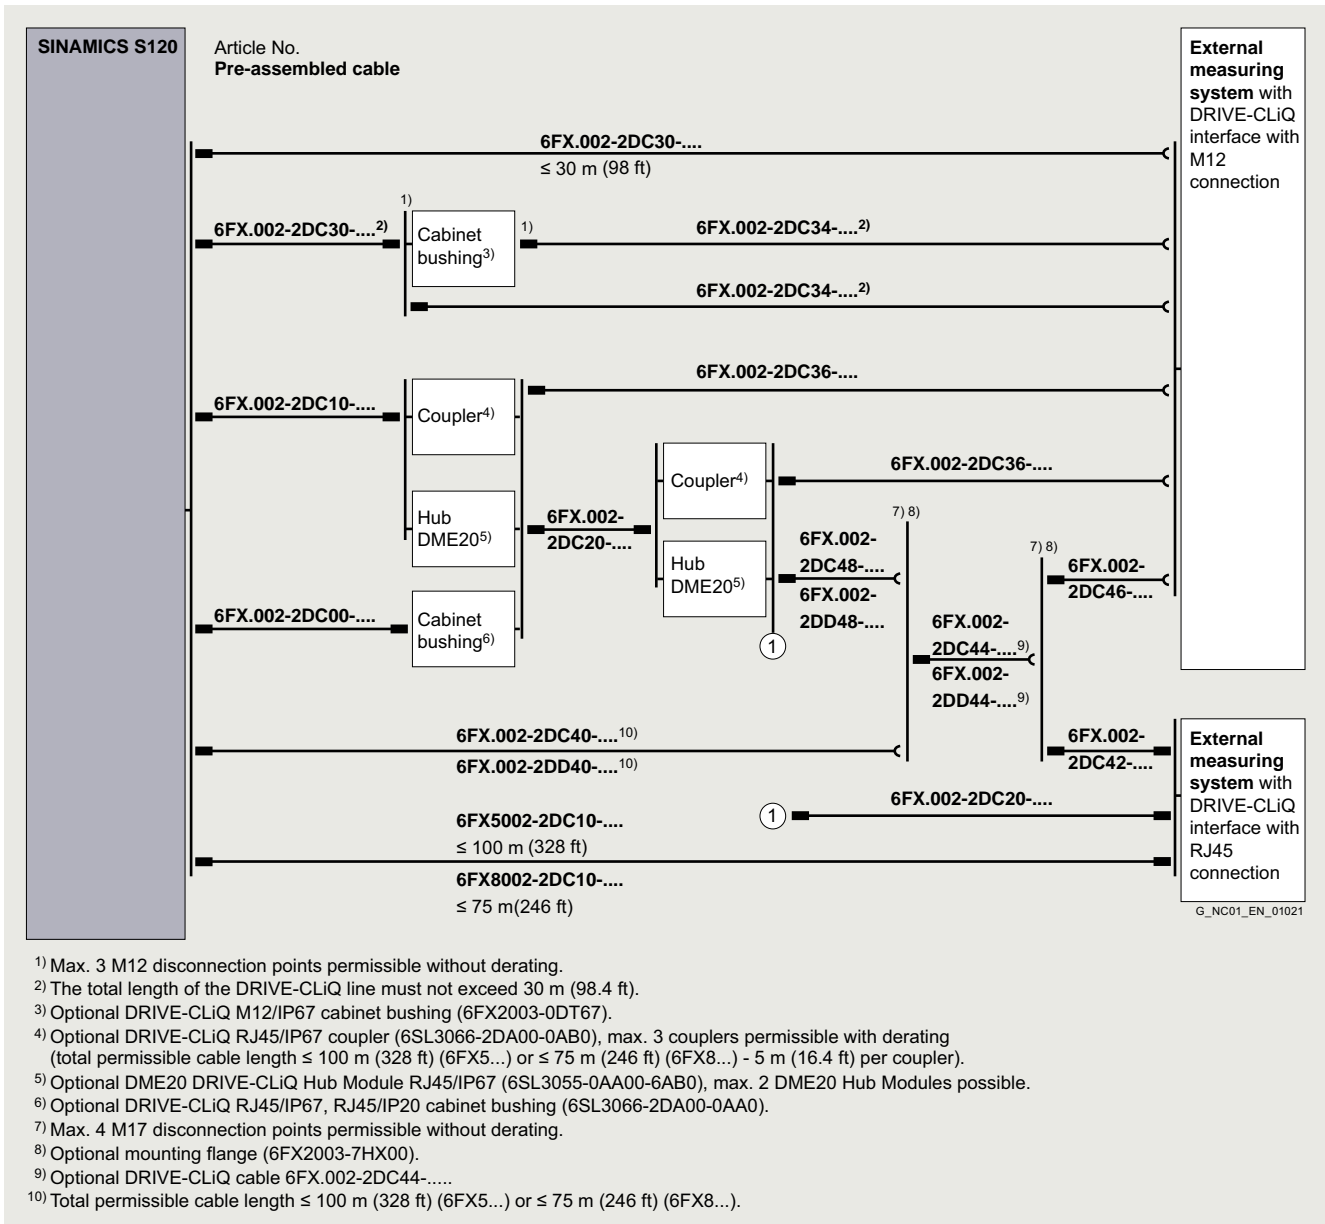 SINAMICS S120
Article No.
Pre-assembled cable
External
measuring
system with
DRIVE-CLiQ
interface with
M12
connection
6FX.002-2DC30-....
≤ 30 m (98 ft)
1)
6FX.002-2DC30-....2)
Cabinet
bushing3)
1)
6FX.002-2DC34-....2)
6FX.002-2DC34-....2)
6FX.002-2DC36-....
6FX.002-2DC10-....
Coupler4)
6FX.002-2DC36-....
Coupler4)
Hub
DME205)
6FX.002-
2DC20-....
7) 8)
6FX.002-
2DC48-....
6FX.002-
2DD48-....
Hub
DME205)
7) 8)
6FX.002-
2DC46-....
6FX.002-2DC00-....
Cabinet
bushing6)
1
6FX.002-
2DC44-....9)
6FX.002-
2DD44-....9)
6FX.002-2DC40-....10)
6FX.002-2DD40-....10)
6FX.002-
2DC42-....
External
measuring
system with
DRIVE-CLiQ
interface with
RJ45
connection
1
6FX.002-2DC20-....
6FX5002-2DC10-....
≤ 100 m (328 ft)
6FX8002-2DC10-....
≤ 75 m(246 ft)
G_NC01_EN_01021
1) Max. 3 M12 disconnection points permissible without derating.
2) The total length of the DRIVE-CLiQ line must not exceed 30 m (98.4 ft).
3) Optional DRIVE-CLiQ M12/IP67 cabinet bushing (6FX2003-0DT67).
4) Optional DRIVE-CLiQ RJ45/IP67 coupler (6SL3066-2DA00-0AB0), max. 3 couplers permissible with derating
(total permissible cable length ≤ 100 m (328 ft) (6FX5...) or ≤ 75 m (246 ft) (6FX8...) - 5 m (16.4 ft) per coupler).
5) Optional DME20 DRIVE-CLiQ Hub Module RJ45/IP67 (6SL3055-0AA00-6AB0), max. 2 DME20 Hub Modules possible.
6) Optional DRIVE-CLiQ RJ45/IP67, RJ45/IP20 cabinet bushing (6SL3066-2DA00-0AA0).
7) Max. 4 M17 disconnection points permissible without derating.
8) Optional mounting flange (6FX2003-7HX00).
9) Optional DRIVE-CLiQ cable 6FX.002-2DC44-.....
10) Total permissible cable length ≤ 100 m (328 ft) (6FX5...) or ≤ 75 m (246 ft) (6FX8...).